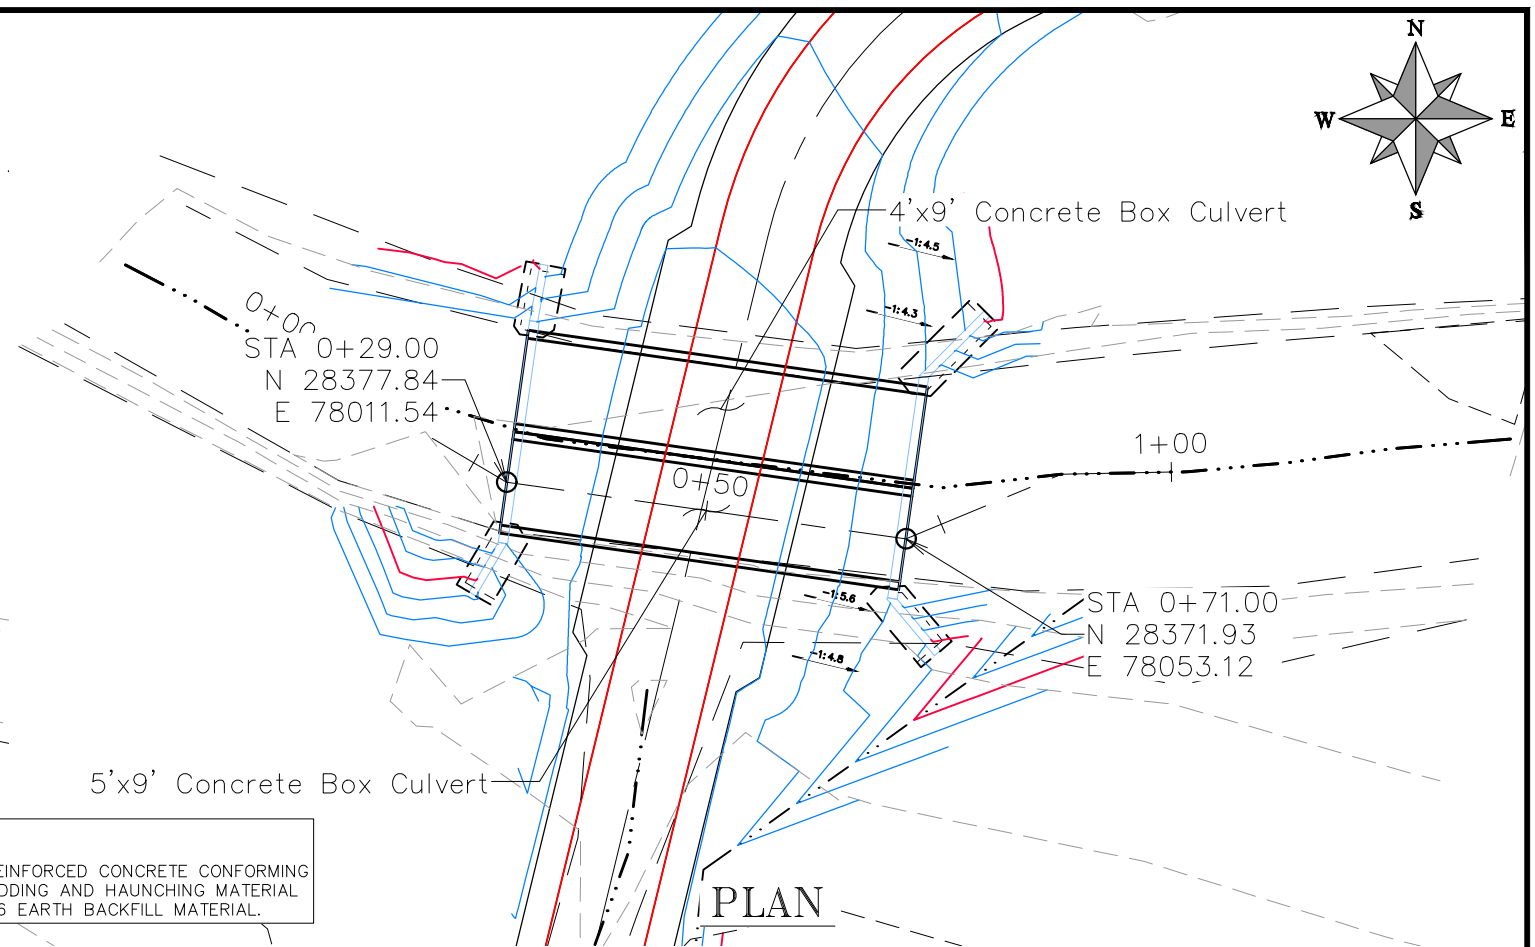 N
W
E
S
4'x9' Concrete Box Culvert
-1:4.5
-1:4.3
STA 0+29.00
N 28377.84
E 78011.54
1+00
0+50
-1:5.6
STA 0+71.00
N 28371.93
E 78053.12
-1:4.8
5'x9' Concrete Box Culvert
EINFORCED CONCRETE CONFORMING
DDING AND HAUNCHING MATERIAL
6 EARTH BACKFILL MATERIAL.
PLAN